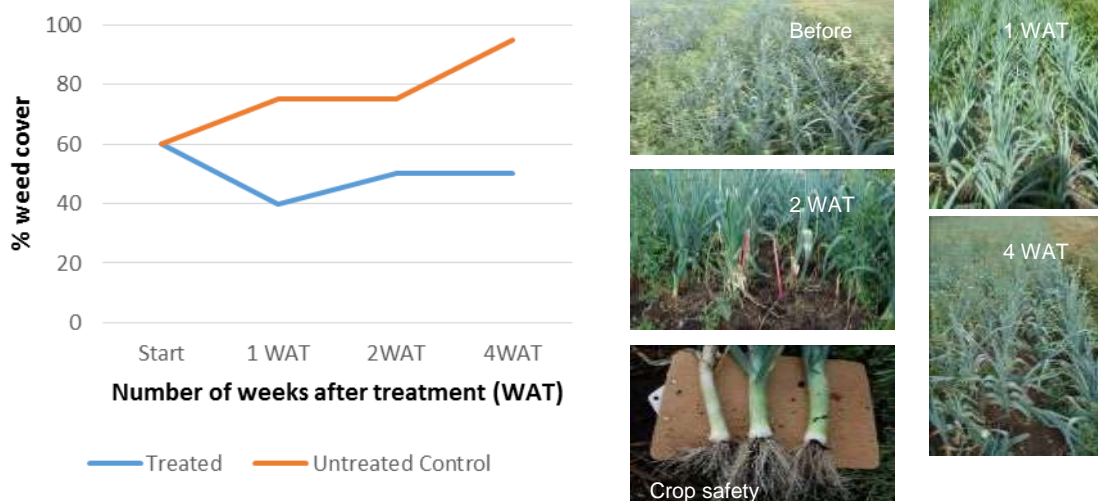 100
80
60
40
20
0
% weed cover
Start 1 WAT 2WAT 4WAT
Number of weeks after treatment (WAT)
Treated Untreated Control
Before
1 WAT
2 WAT
4 WAT
Crop safety